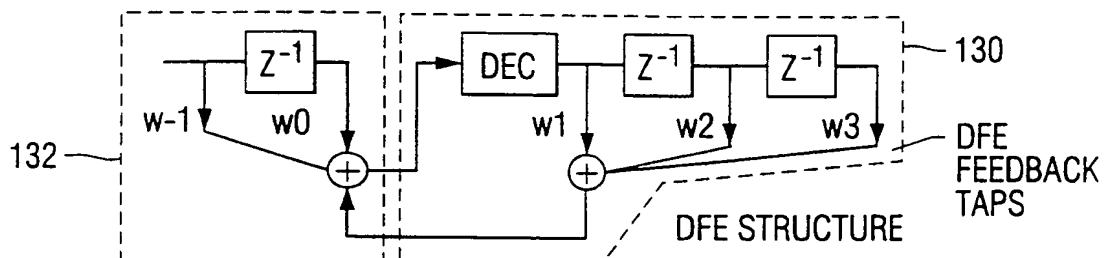 Z⁻¹
DEC
Z⁻¹
Z⁻¹
130
w-1
w0
w1
w2
w3
132
DFE
FEEDBACK
TAPS
DFE STRUCTURE